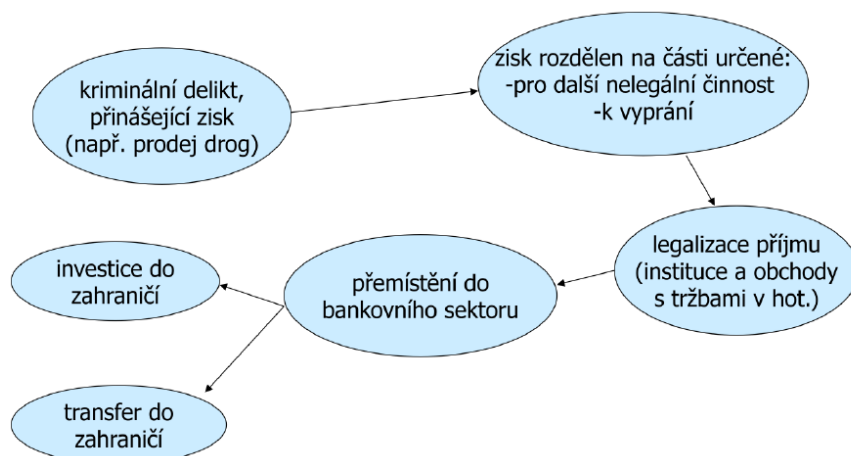 kriminální delikt,
přinášející zisk
(např. prodej drog)
zisk rozdělen na části určené:
-pro další nelegální činnost
-k vyprání
legalizace příjmu
(instituce a obchody
s tržbami v hot.)
přemístění do
bankovního sektoru
investice do
zahraničí
transfer do
zahraničí